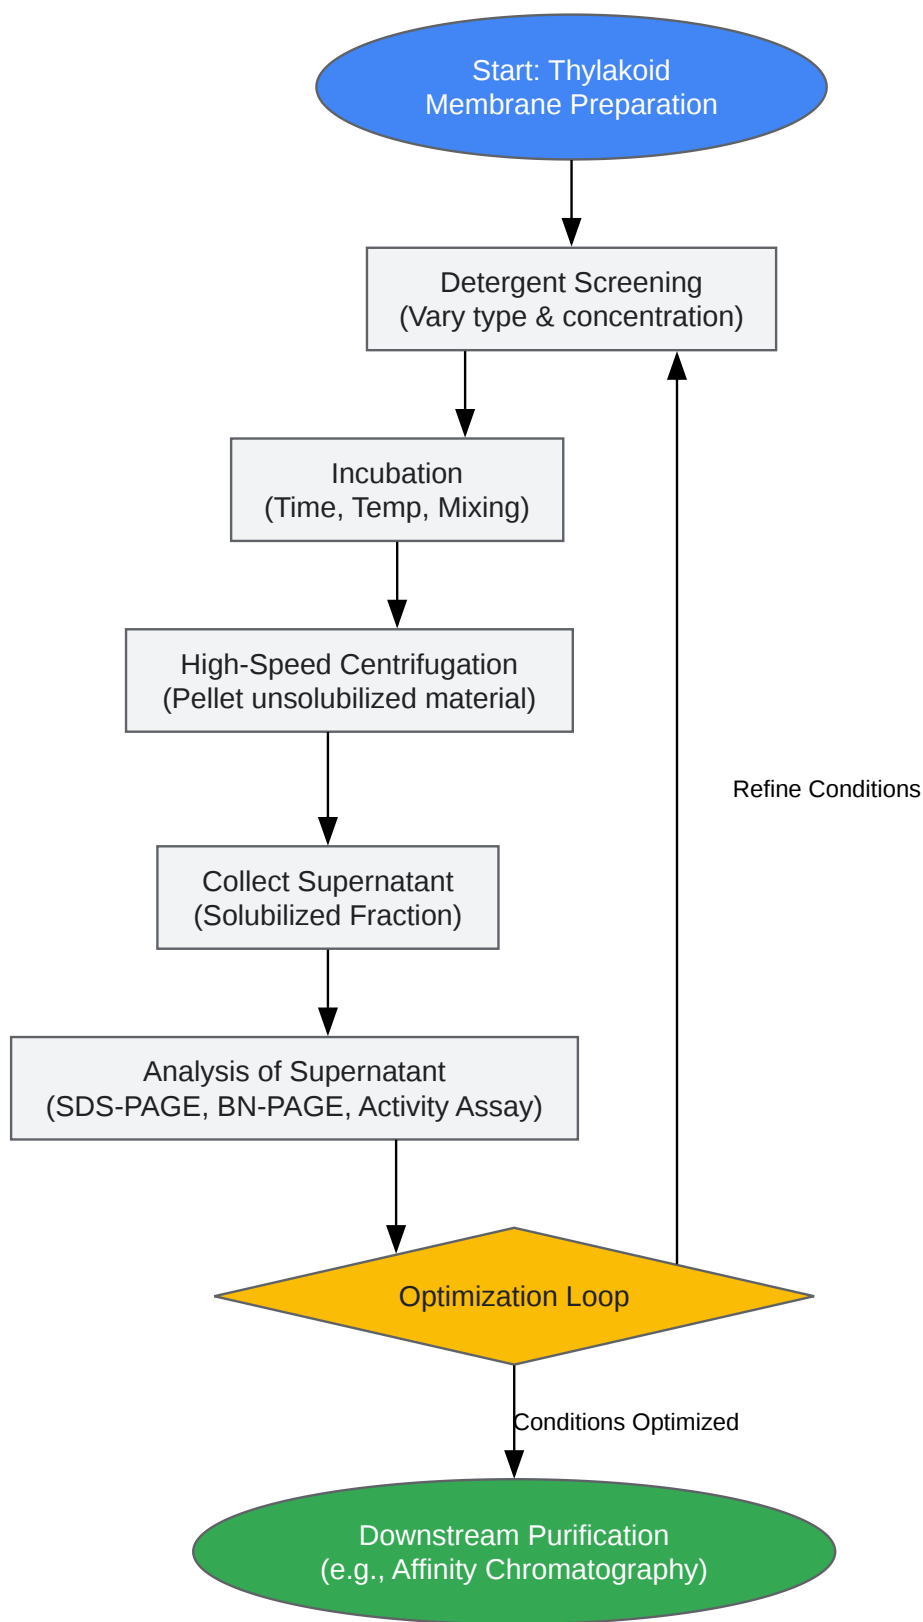 Start: Thylakoid
Membrane Preparation
Detergent Screening
(Vary type & concentration)
Incubation
(Time, Temp, Mixing)
High-Speed Centrifugation
(Pellet unsolubilized material)
Refine Conditions
Collect Supernatant
(Solubilized Fraction)
Analysis of Supernatant
(SDS-PAGE, BN-PAGE, Activity Assay)
Optimization Loop
Conditions Optimized
Downstream Purification
(e.g., Affinity Chromatography)